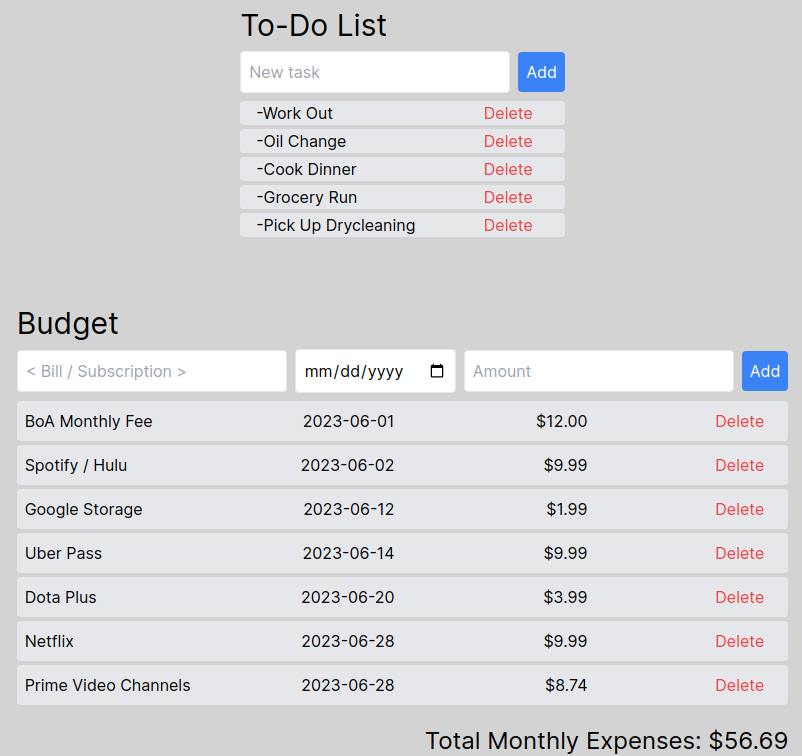 To-Do List
New task Add
-Work Out Delete
-Oil Change Delete
-Cook Dinner Delete
-Grocery Run Delete
-Pick Up Drycleaning Delete
Budget
< Bill / Subscription > mm/dd/yyyy Amount Add
BoA Monthly Fee 2023-06-01 $12.00 Delete
Spotify / Hulu 2023-06-02 $9.99 Delete
Google Storage 2023-06-12 $1.99 Delete
Uber Pass 2023-06-14 $9.99 Delete
Dota Plus 2023-06-20 $3.99 Delete
Netflix 2023-06-28 $9.99 Delete
Prime Video Channels 2023-06-28 $8.74 Delete
Total Monthly Expenses: $56.69